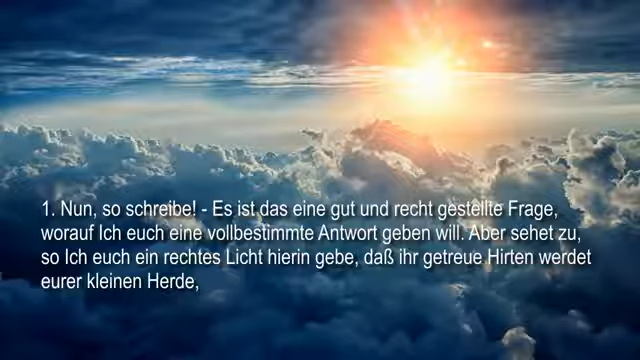 1. Nun, so schreibe! - Es ist das eine gut und recht gestellte Frage,
worauf Ich euch eine vollbestimmte Antwort geben will. Aber sehet zu,
so Ich euch ein rechtes Licht hierin gebe, daß ihr getreue Hirten werdet
eurer kleinen Herde,